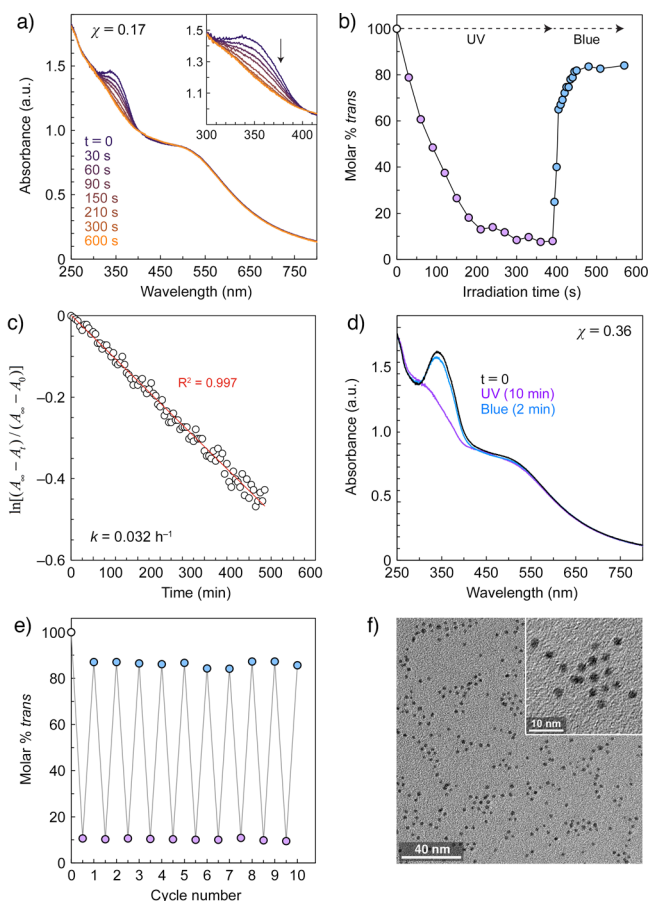 a)
χ = 0.17
t = 0
30 s
60 s
90 s
150 s
210 s
300 s
600 s
Absorbance (a.u.)
0.0
0.5
1.0
1.5
250
350
450
550
650
750
Wavelength (nm)
1.4
1.3
1.1
300
350
400
b)
UV
Blue
Molar % trans
100
80
60
40
20
0
0
100
200
300
400
500
600
Irradiation time (s)
c)
R² = 0.997
k = 0.032 h⁻¹
ln[(A∞ − At) / (A∞ − A0)]
0
−0.2
−0.4
−0.6
0
100
200
300
400
500
600
Time (min)
d)
χ = 0.36
t = 0
UV (10 min)
Blue (2 min)
Absorbance (a.u.)
1.5
1.0
0.5
0
250
350
450
550
650
750
Wavelength (nm)
e)
Molar % trans
100
80
60
40
20
0
0
1
2
3
4
5
6
7
8
9
10
Cycle number
f)
10 nm
40 nm